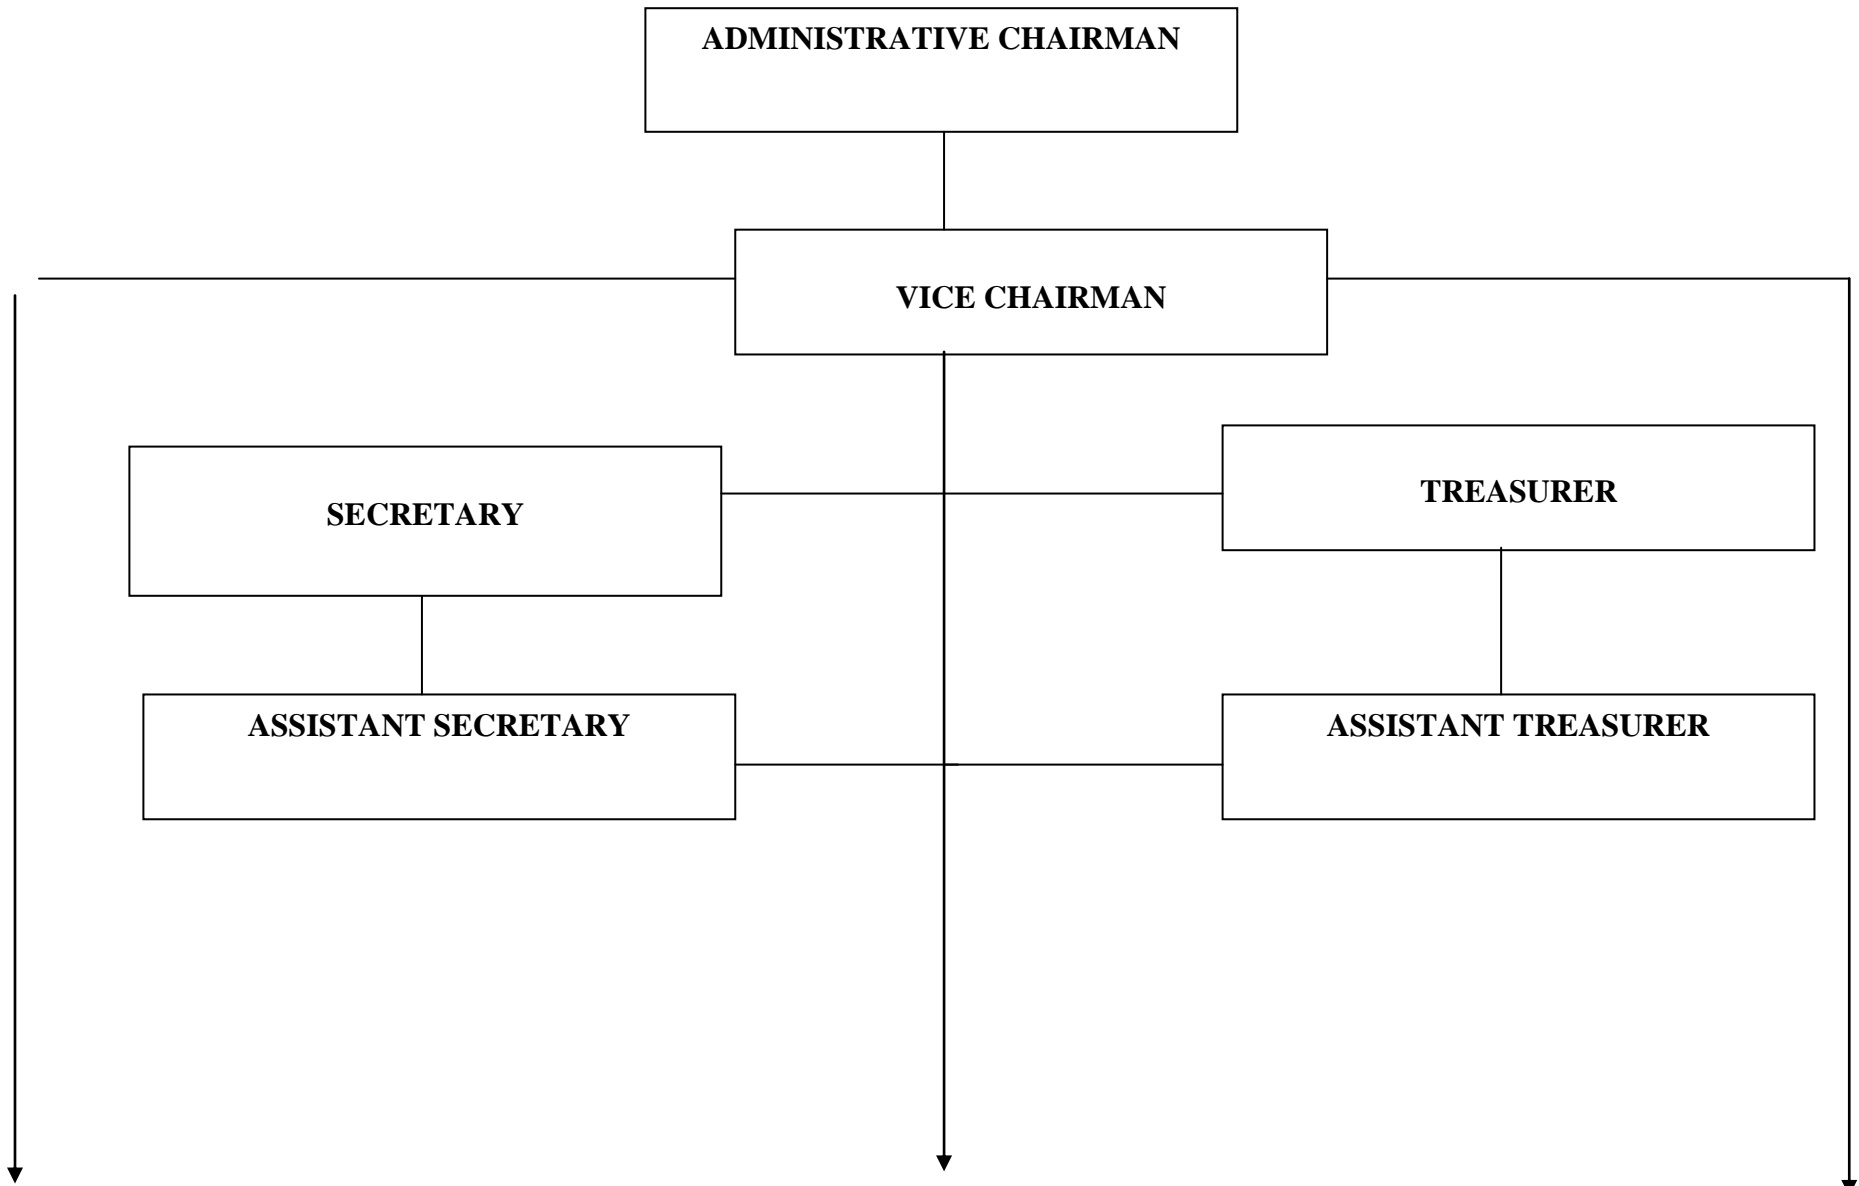 ADMINISTRATIVE CHAIRMAN
VICE CHAIRMAN
SECRETARY
TREASURER
ASSISTANT SECRETARY
ASSISTANT TREASURER